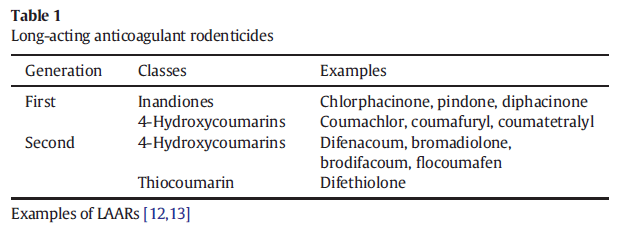 Table 1
Long-acting anticoagulant rodenticides
Generation Classes Examples
First Inandiones Chlorphacinone, pindone, diphacinone
4-Hydroxycoumarins Coumachlor, coumafuryl, coumatetralyl
Second 4-Hydroxycoumarins Difenacoum, bromadiolone,
brodifacoum, flocoumafen
Thiocoumarin Difethiolone
Examples of LAARs [12,13]